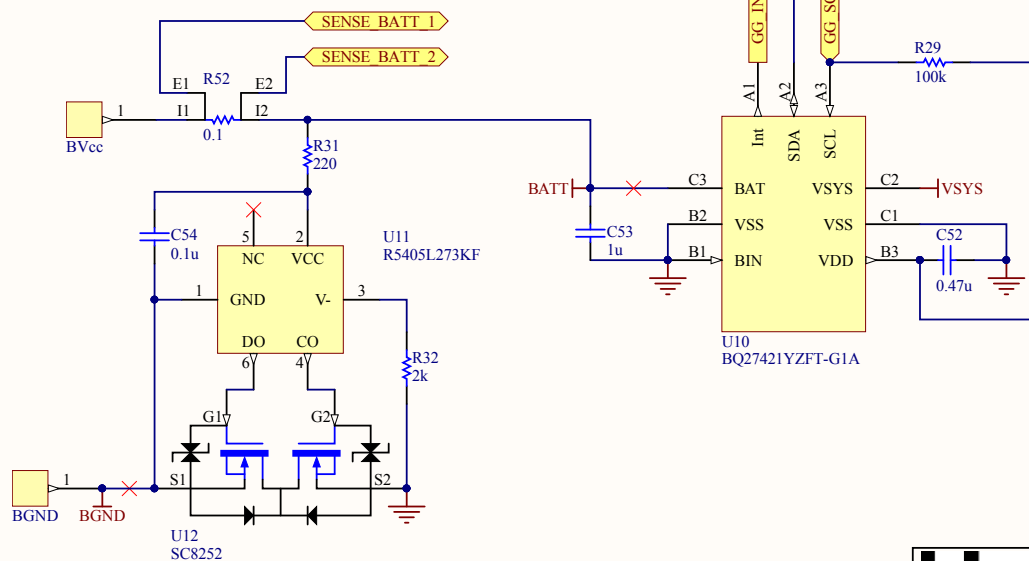 SENSE_BATT_1
SENSE_BATT_2
GG_IN
GG_SC
R29
100k
E1
R52
E2
1
I1
I2
0.1
BVcc
R31
220
A1
A2
A3
Int
SDA
SCL
BATT
C3
BAT
VSYS
C2
VSYS
B2
VSS
VSS
C1
B1
BIN
VDD
B3
C53
1u
C52
0.47u
U10
BQ27421YZFT-G1A
C54
0.1u
5
2
NC
VCC
U11
R5405L273KF
1
GND
V-
3
DO
CO
6
4
R32
2k
G1
G2
1
S1
S2
BGND
BGND
U12
SC8252